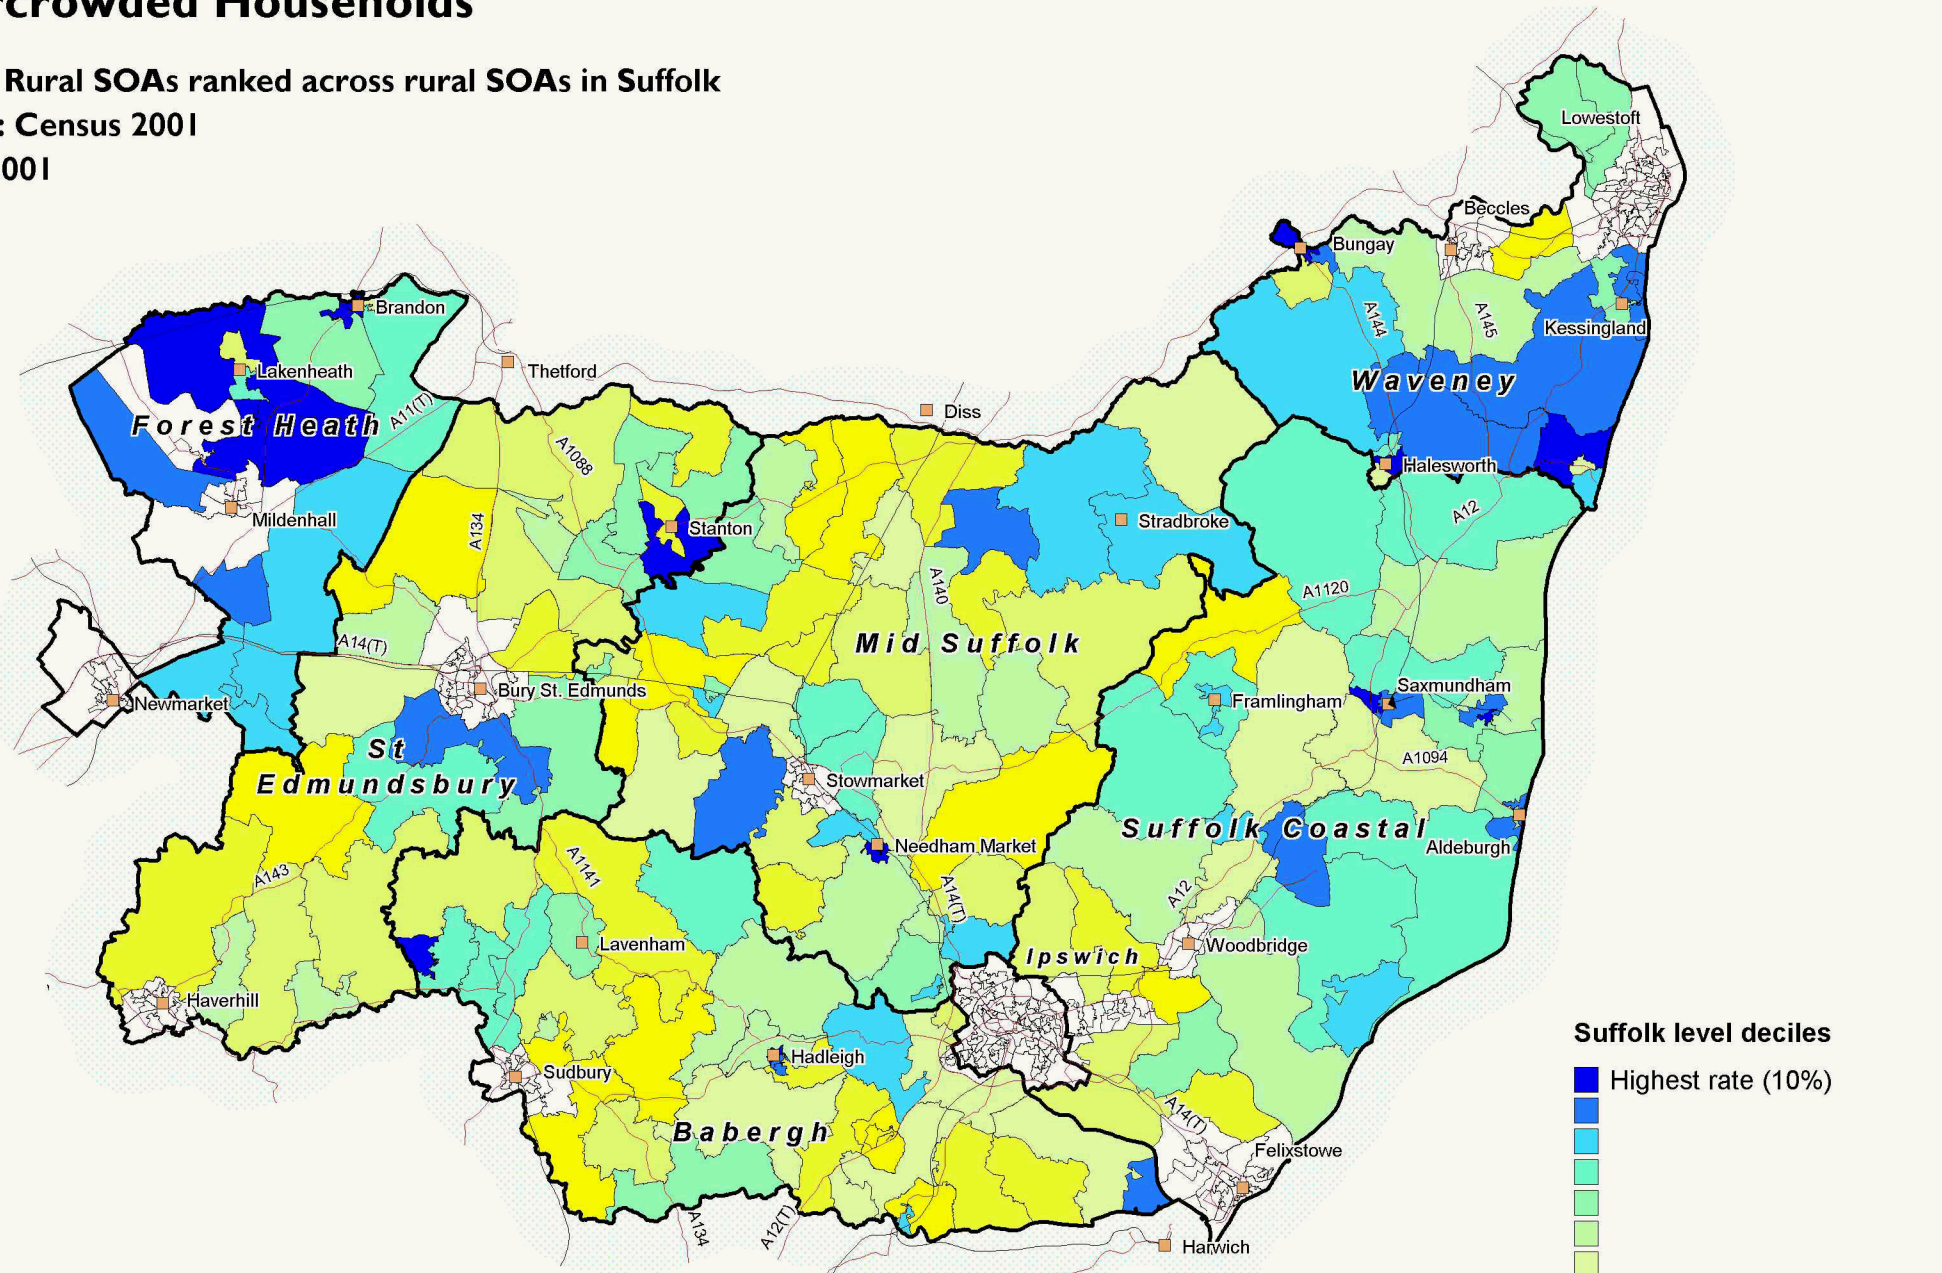 rcrowded Households
Rural SOAs ranked across rural SOAs in Suffolk
: Census 2001
001
Lowestoft
Beccles
Bungay
Brandon
A144
A145
Kessingland
Lakenheath
Thetford
Waveney
A11(T)
Diss
Forest Heath
A1088
Halesworth
A12
Mildenhall
A134
Stanton
Stradbroke
A140
A1120
A14(T)
Mid Suffolk
Bury St. Edmunds
Saxmundham
Newmarket
Framlingham
St
Edmundsbury
A1094
Stowmarket
Suffolk Coastal
Needham Market
Aldeburgh
A143
A1141
A14(T)
A12
Lavenham
Woodbridge
Ipswich
Haverhill
Hadleigh
Sudbury
Babergh
A14(T)
Felixstowe
A134
A12(T)
Harwich
Suffolk level deciles
Highest rate (10%)